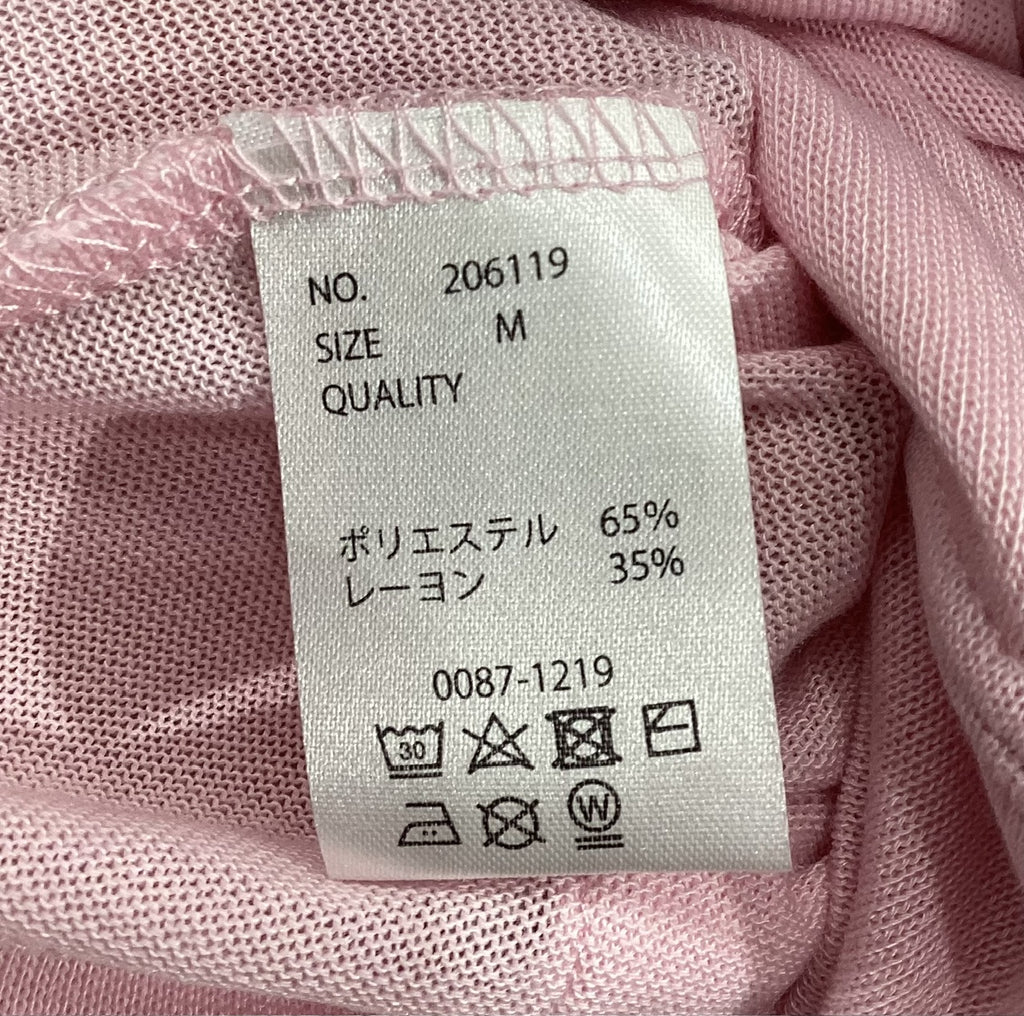 NO. 206119
SIZE M
QUALITY
ポリエステル 65%
レーヨン 35%
0087-1219
30
W